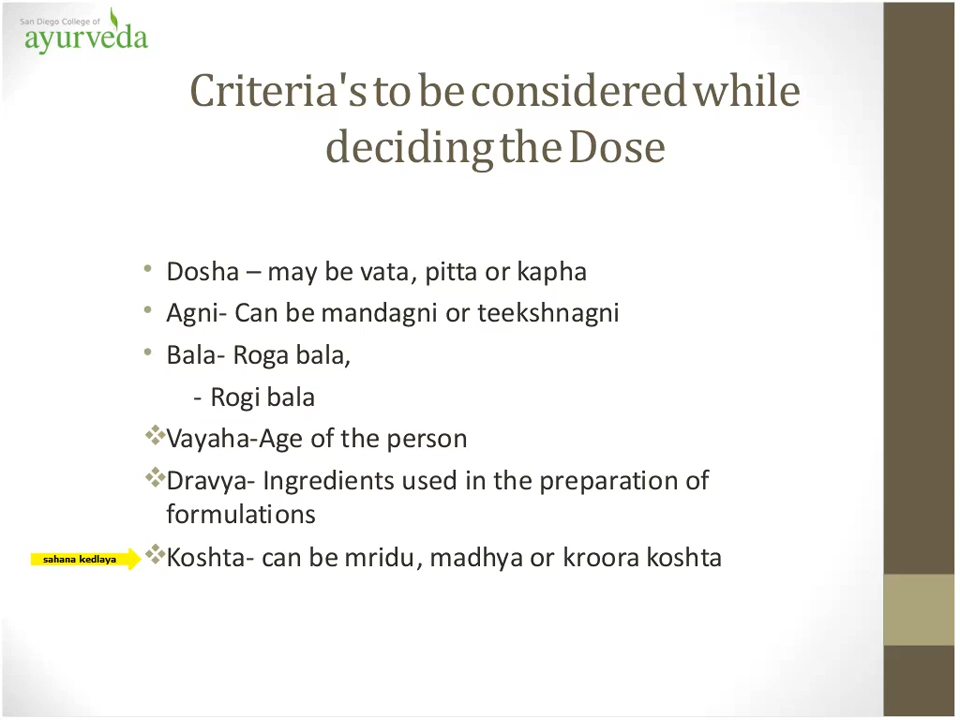 San Diego College of
ayurveda
Criteria's to be considered while
deciding the Dose
• Dosha – may be vata, pitta or kapha
• Agni- Can be mandagni or teekshnagni
• Bala- Roga bala,
- Rogi bala
❖Vayaha-Age of the person
❖Dravya- Ingredients used in the preparation of
formulations
sahana kedlaya
❖Koshta- can be mridu, madhya or kroora koshta